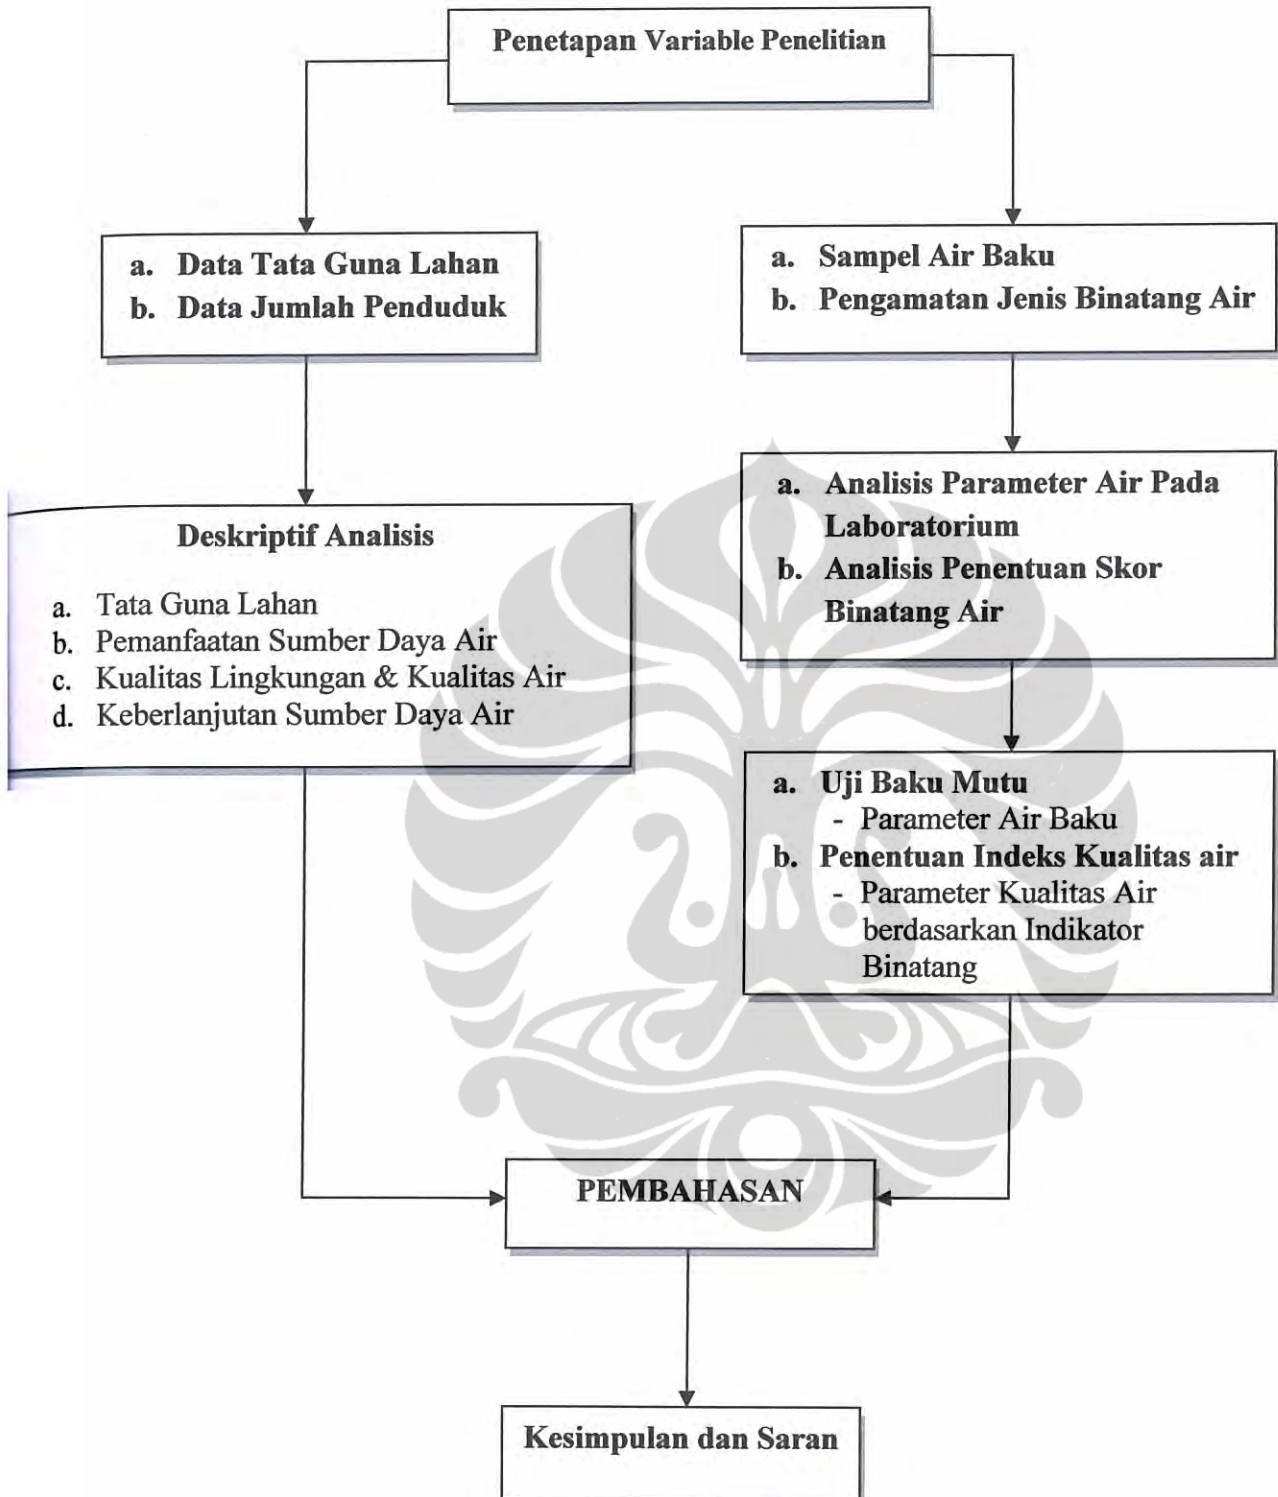 Penetapan Variable Penelitian
a. Data Tata Guna Lahan
b. Data Jumlah Penduduk
a. Sampel Air Baku
b. Pengamatan Jenis Binatang Air
Deskriptif Analisis
a. Tata Guna Lahan
b. Pemanfaatan Sumber Daya Air
c. Kualitas Lingkungan & Kualitas Air
d. Keberlanjutan Sumber Daya Air
a. Analisis Parameter Air Pada
Laboratorium
b. Analisis Penentuan Skor
Binatang Air
a. Uji Baku Mutu
- Parameter Air Baku
b. Penentuan Indeks Kualitas air
- Parameter Kualitas Air
berdasarkan Indikator
Binatang
PEMBAHASAN
Kesimpulan dan Saran